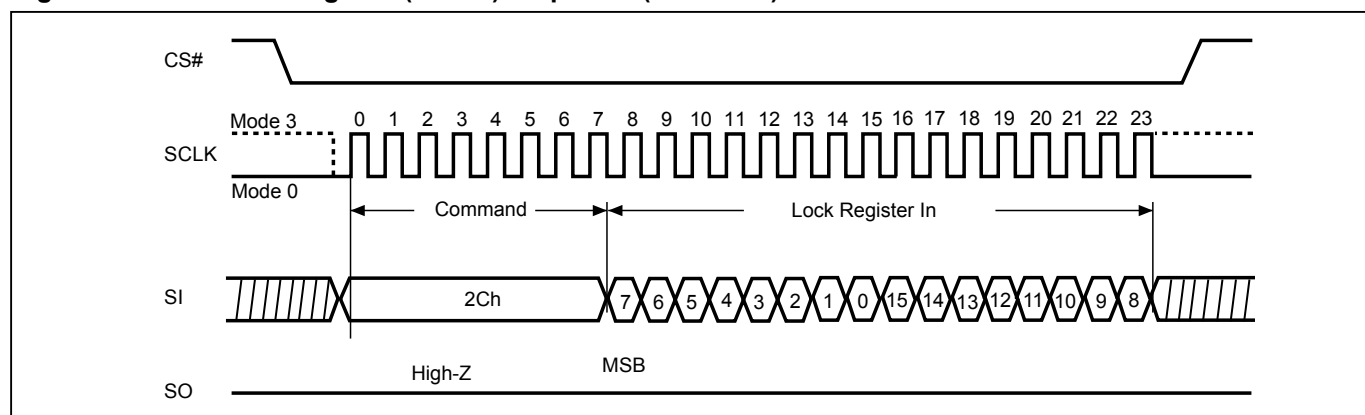 CS#
Mode 3 0 1 2 3 4 5 6 7 8 9 10 11 12 13 14 15 16 17 18 19 20 21 22 23
SCLK
Mode 0
Command Lock Register In
SI 2Ch 7 6 5 4 3 2 1 0 15 14 13 12 11 10 9 8
High-Z MSB
SO